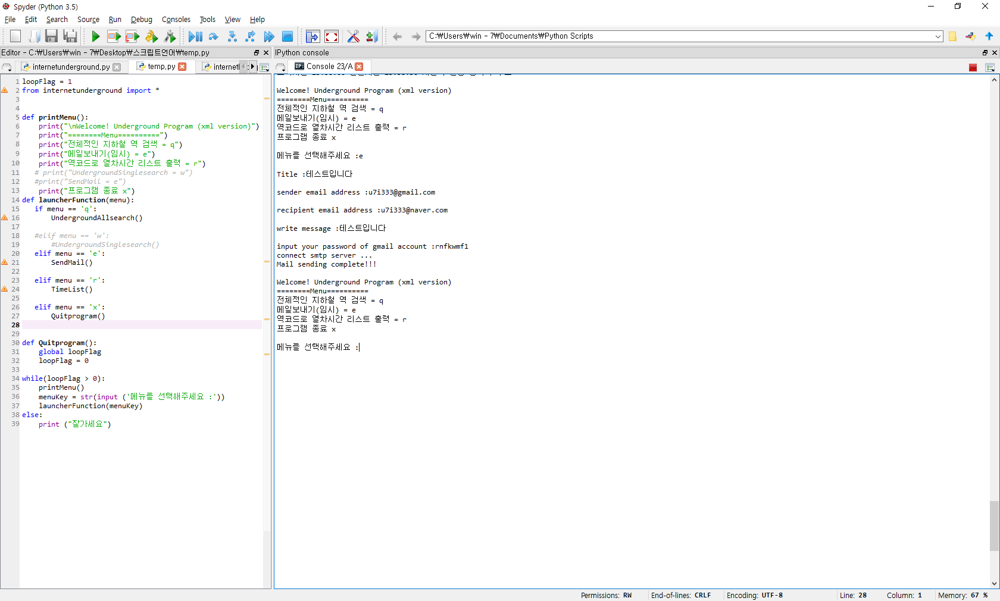 Spyder (Python 3.5)
File Edit Search Source Run Debug Consoles Tools View Help
C:₩Users₩win - 7₩Documents₩Python Scripts
Editor - C:₩Users₩win - 7₩Desktop₩스크립트언어₩temp.py
internetunderground.py temp.py
1 loopFlag = 1
2 from internetunderground import *
3
4
5 def printMenu():
6 print("\nWelcome! Underground Program (xml version)")
7 print("========Menu==========")
8 print("전체적인 지하철 역 검색 = q")
9 print("메일보내기(임시) = e")
10 print("역코드로 열차시간 리스트 출력 = r")
11 # print("UndergroundSinglesearch = w")
12 #print("SendMail = e")
13 print("프로그램 종료 x")
14 def launcherFunction(menu):
15 if menu == 'q':
16 UndergroundAllsearch()
17
18 #elif menu == 'w':
19 #UndergroundSinglesearch()
20 elif menu == 'e':
21 SendMail()
22
23 elif menu == 'r':
24 TimeList()
25
26 elif menu == 'x':
27 Quitprogram()
28
29
30 def Quitprogram():
31 global loopFlag
32 loopFlag = 0
33
34 while(loopFlag > 0):
35 printMenu()
36 menuKey = str(input ('메뉴를 선택해주세요 :'))
37 launcherFunction(menuKey)
38 else:
39 print ("잘가세요")
IPython console
IP: Console 23/A
Welcome! Underground Program (xml version)
========Menu==========
전체적인 지하철 역 검색 = q
메일보내기(임시) = e
역코드로 열차시간 리스트 출력 = r
프로그램 종료 x
메뉴를 선택해주세요 :e
Title :테스트입니다
sender email address :u7i333@gmail.com
recipient email address :u7i333@naver.com
write message :테스트입니다
input your password of gmail account :rnfkwmf1
connect smtp server ...
Mail sending complete!!!
Welcome! Underground Program (xml version)
========Menu==========
전체적인 지하철 역 검색 = q
메일보내기(임시) = e
역코드로 열차시간 리스트 출력 = r
프로그램 종료 x
메뉴를 선택해주세요 :
Permissions: RW End-of-lines: CRLF Encoding: UTF-8 Line: 28 Column: 1 Memory: 67 %